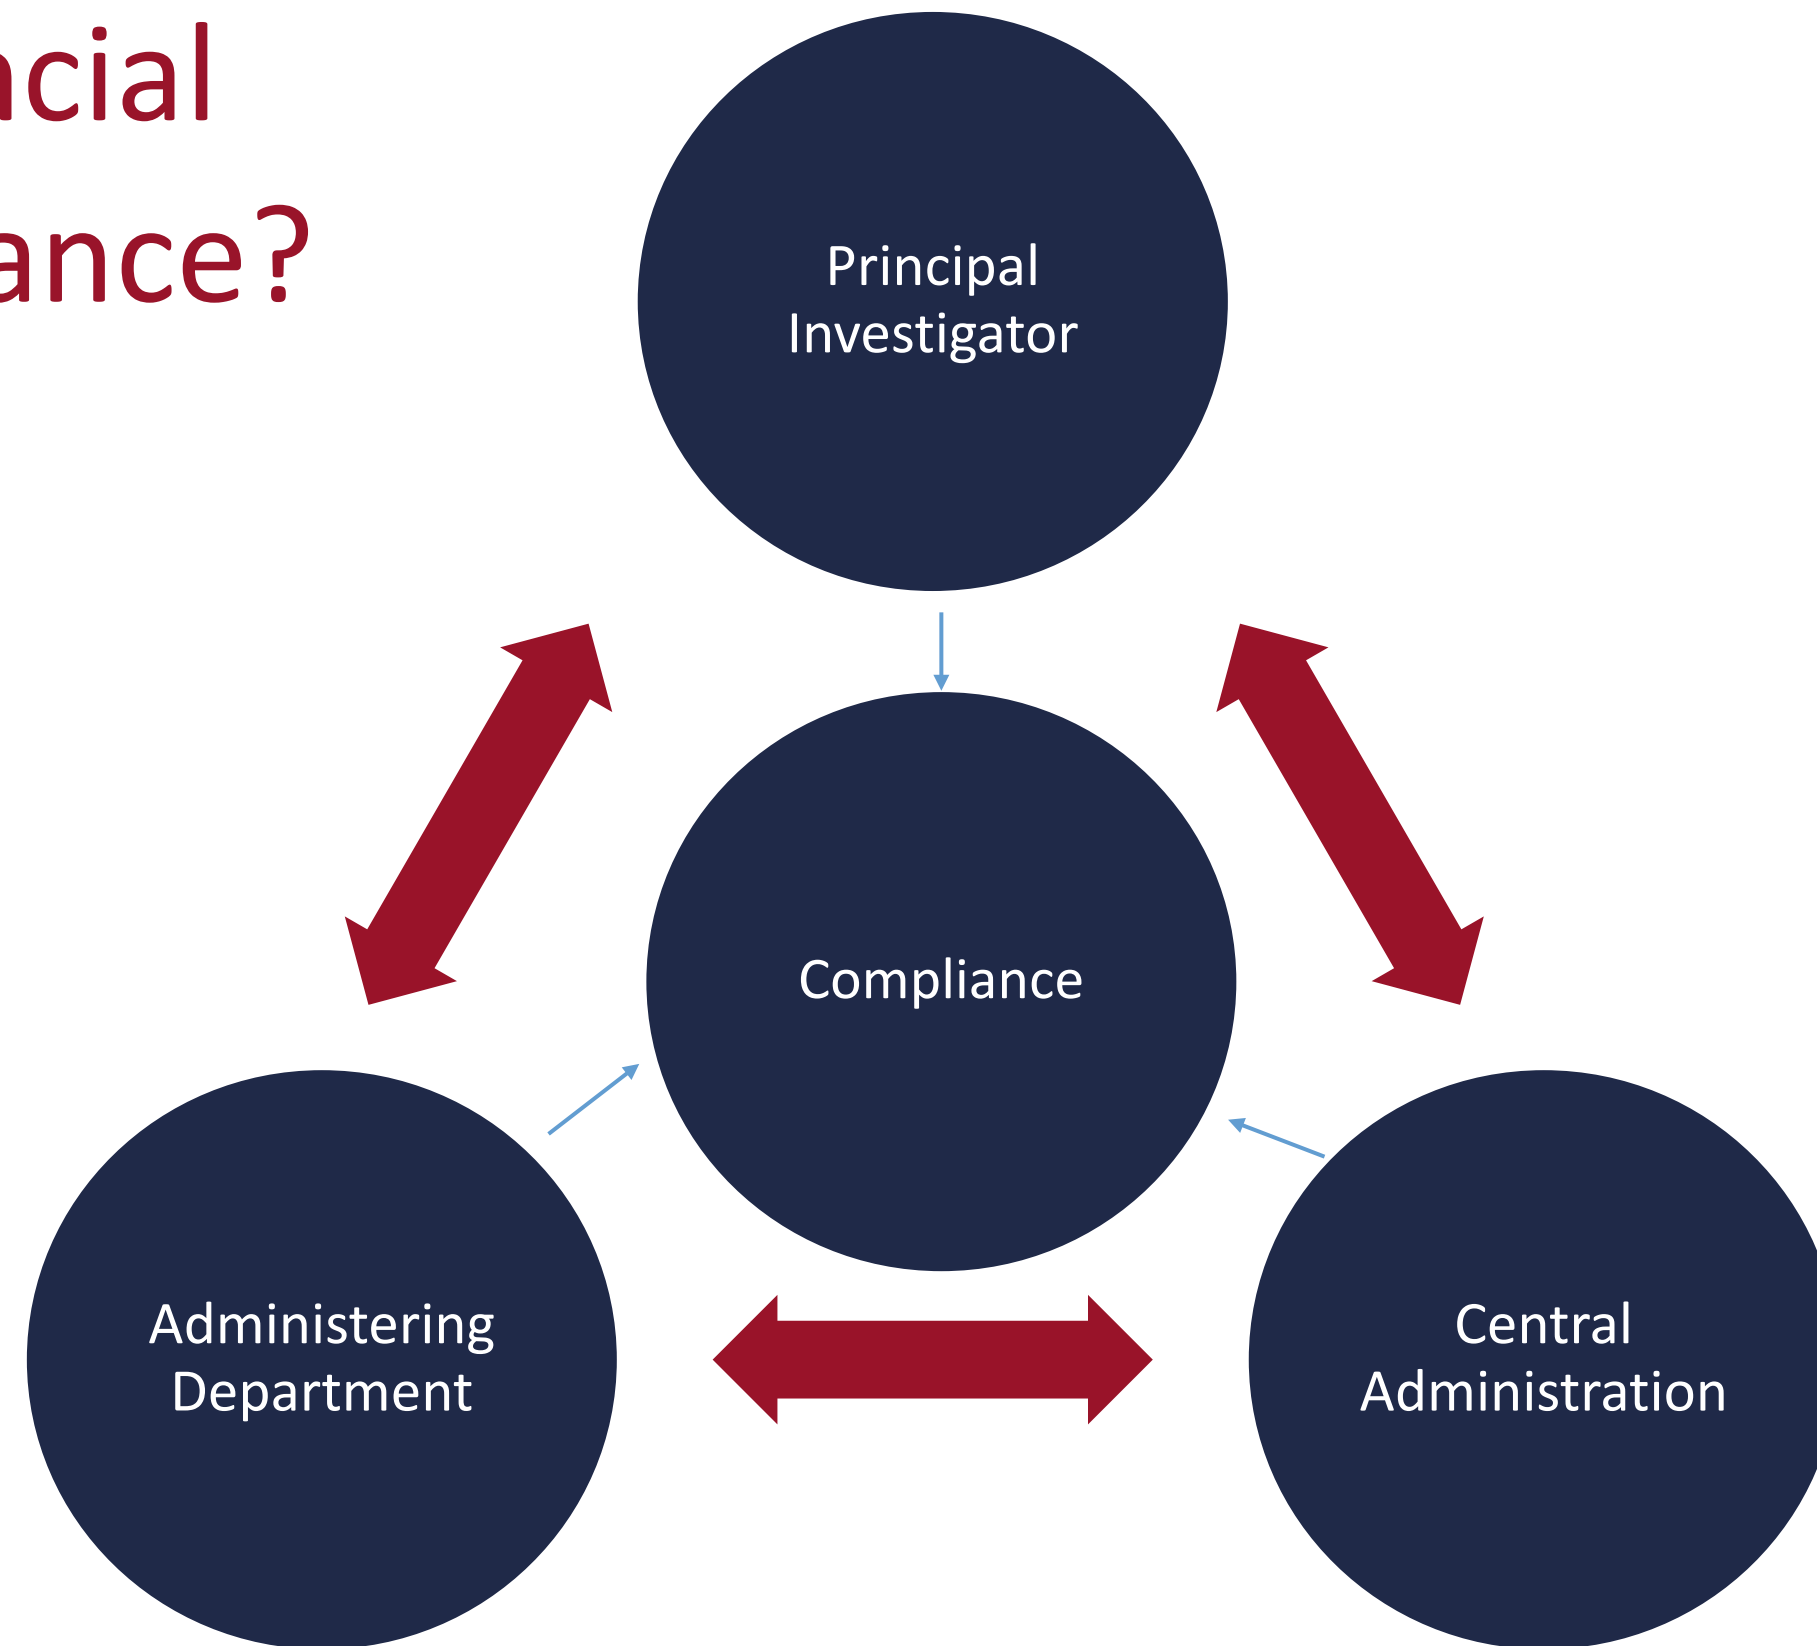 ncial
ance?
Principal
Investigator
Compliance
Administering
Department
Central
Administration